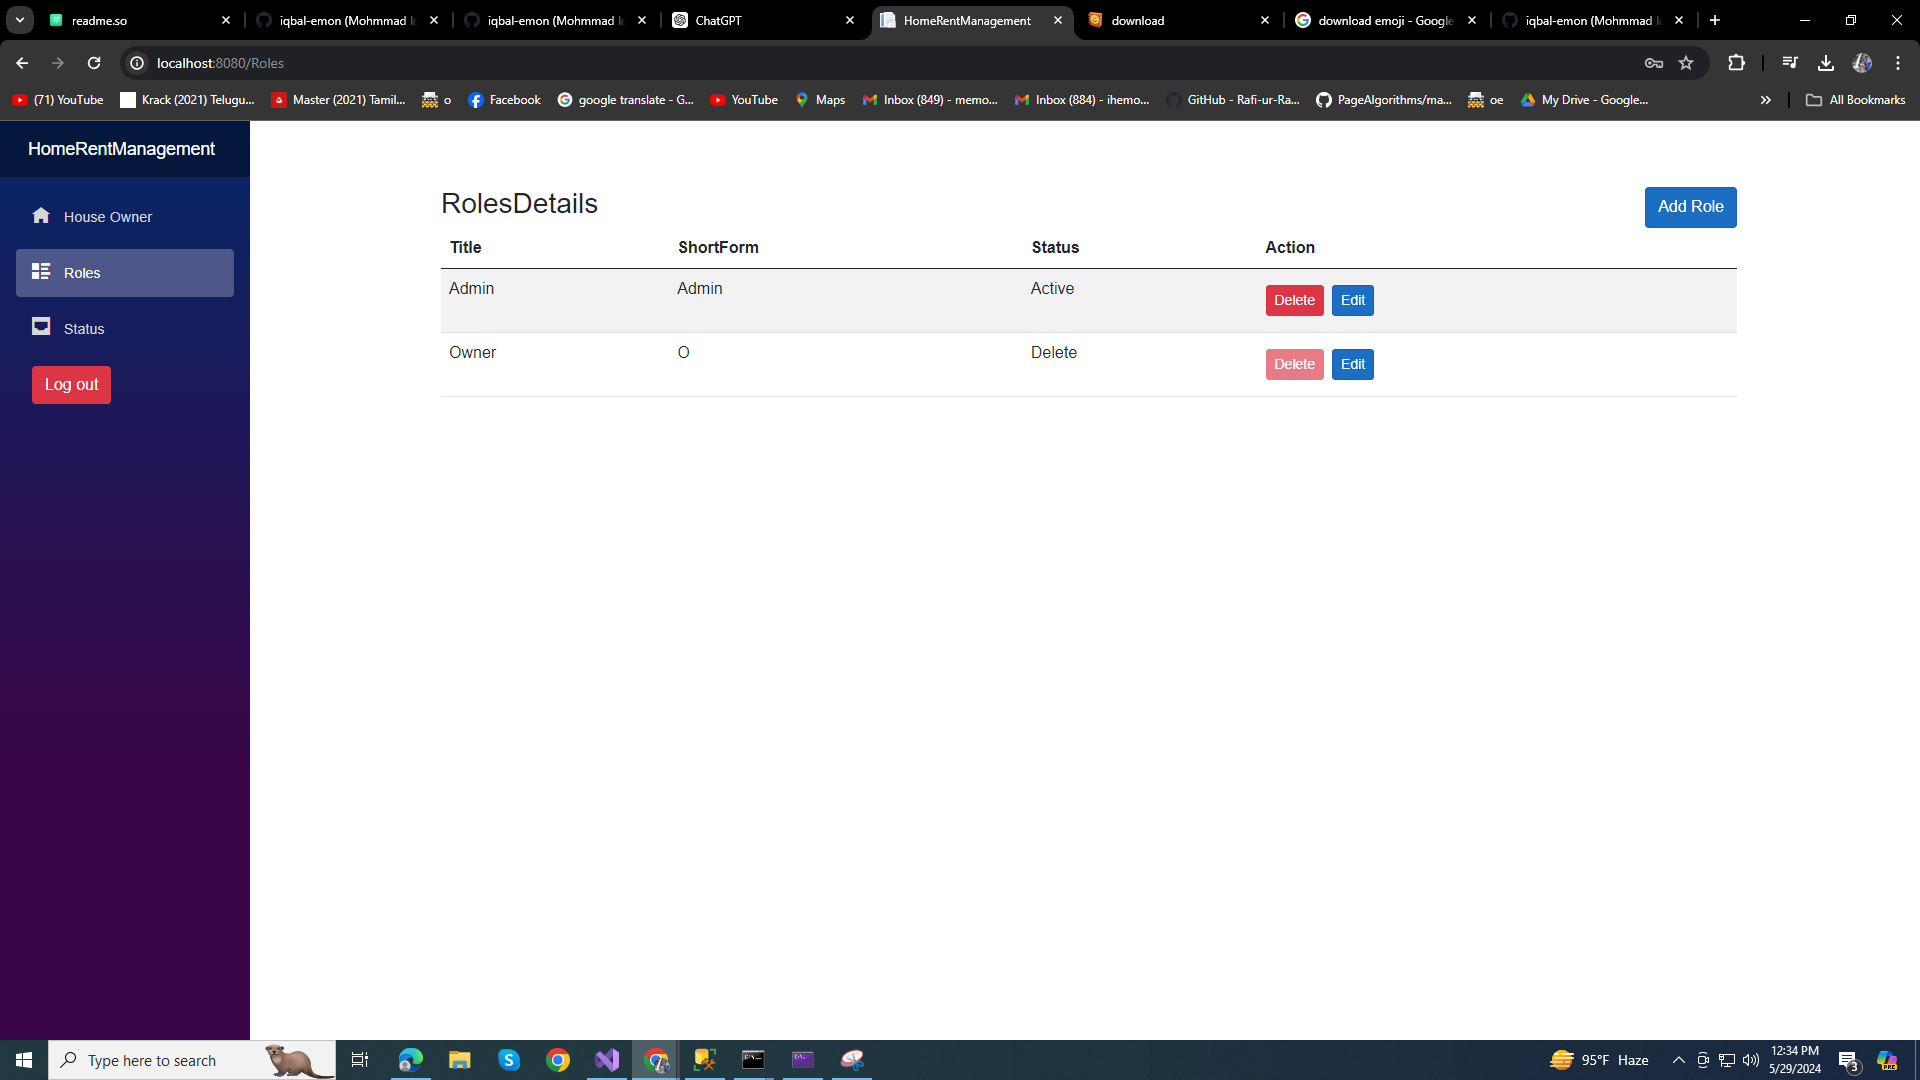 readme.so
iqbal-emon (Mohmmad
iqbal-emon (Mohmmad
ChatGPT
HomeRentManagement
download
download emoji - Google
iqbal-emon (Mohmmad
localhost:8080/Roles
(71) YouTube
Krack (2021) Telugu...
Master (2021) Tamil...
o
Facebook
google translate - G...
YouTube
Maps
Inbox (849) - memo...
Inbox (884) - ihemo...
GitHub - Rafi-ur-Ra...
PageAlgorithms/ma...
oe
My Drive - Google...
All Bookmarks
HomeRentManagement
House Owner
Roles
Status
Log out
RolesDetails
Add Role
Title ShortForm Status Action
Admin Admin Active Delete Edit
Owner O Delete Delete Edit
Type here to search
95°F Haze
12:34 PM
5/29/2024
3